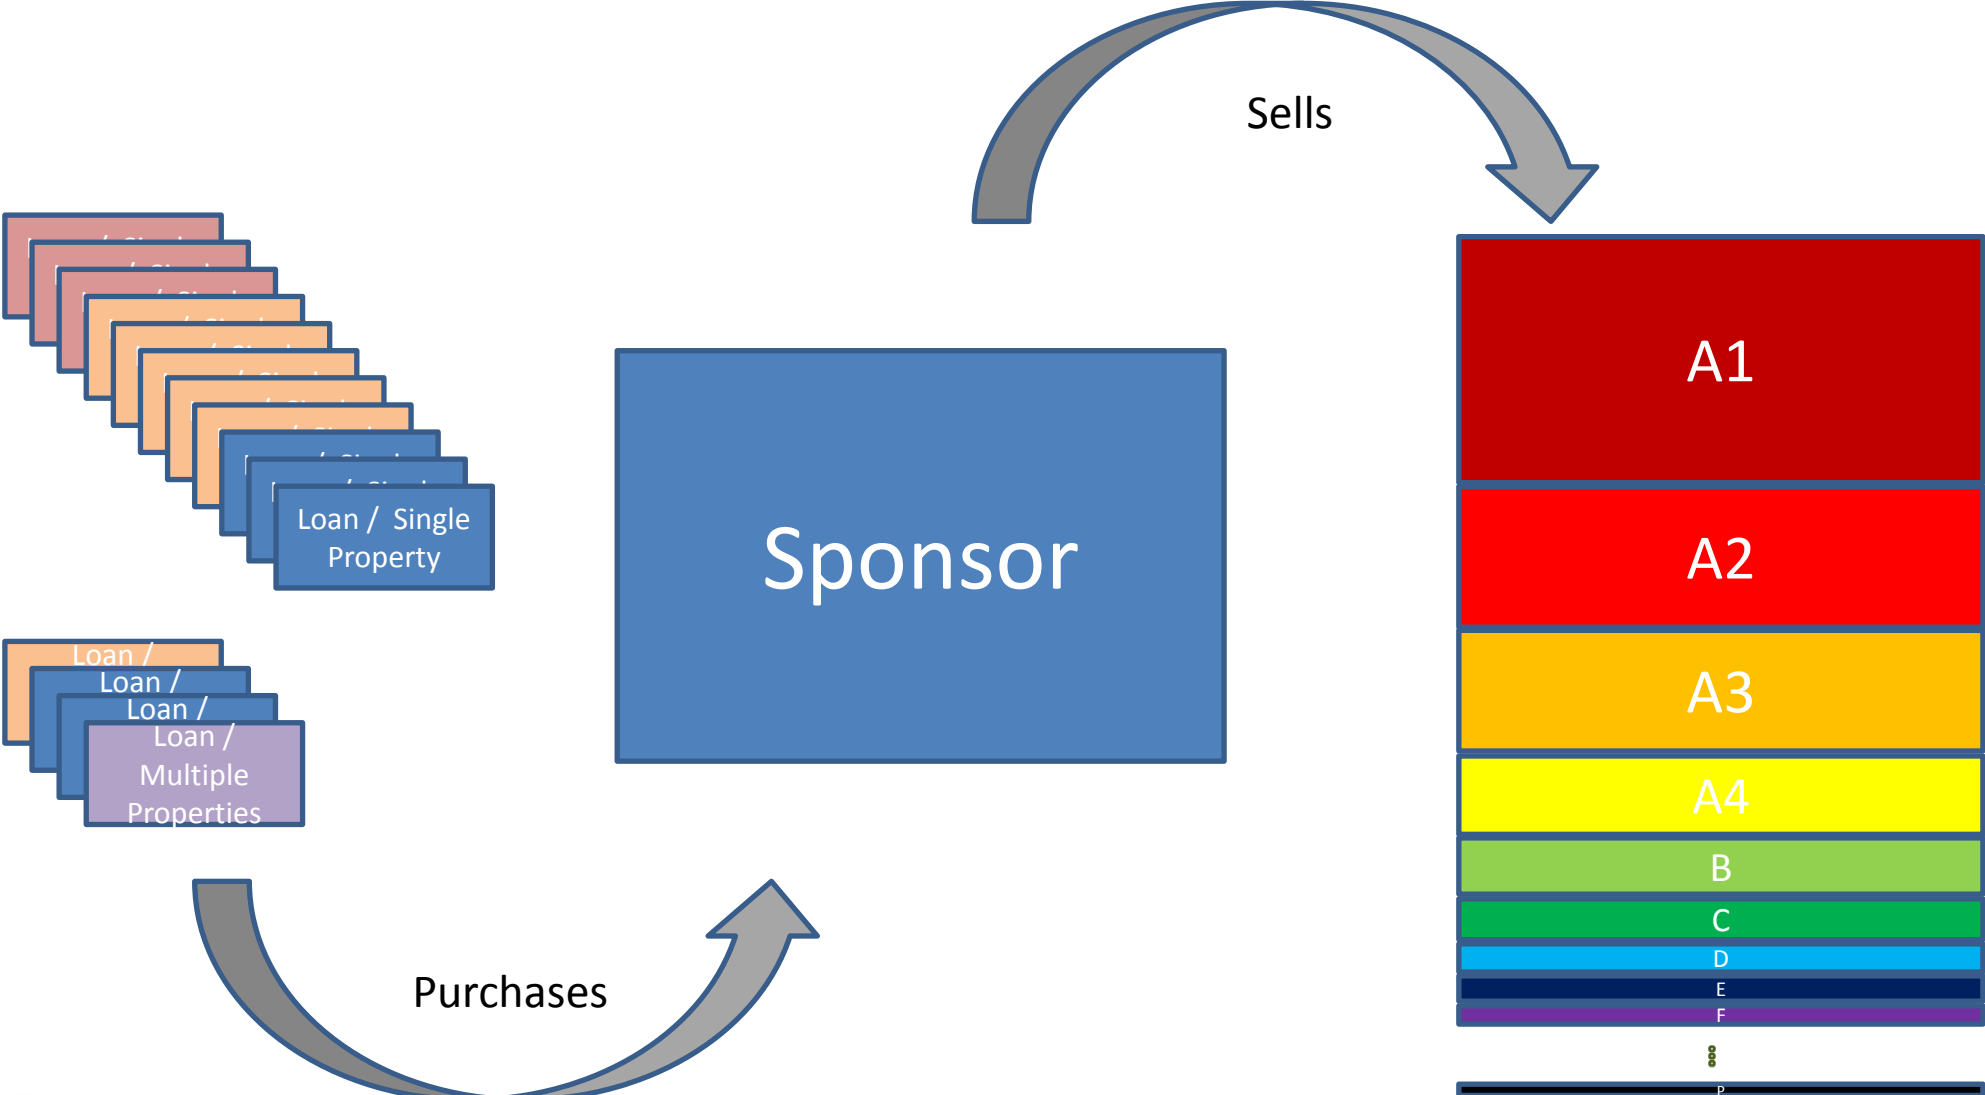 Sells
Loan / Single
Property
Loan /
Loan /
Loan /
Loan /
Multiple
Properties
Sponsor
Purchases
A1
A2
A3
A4
B
C
D
E
F
P